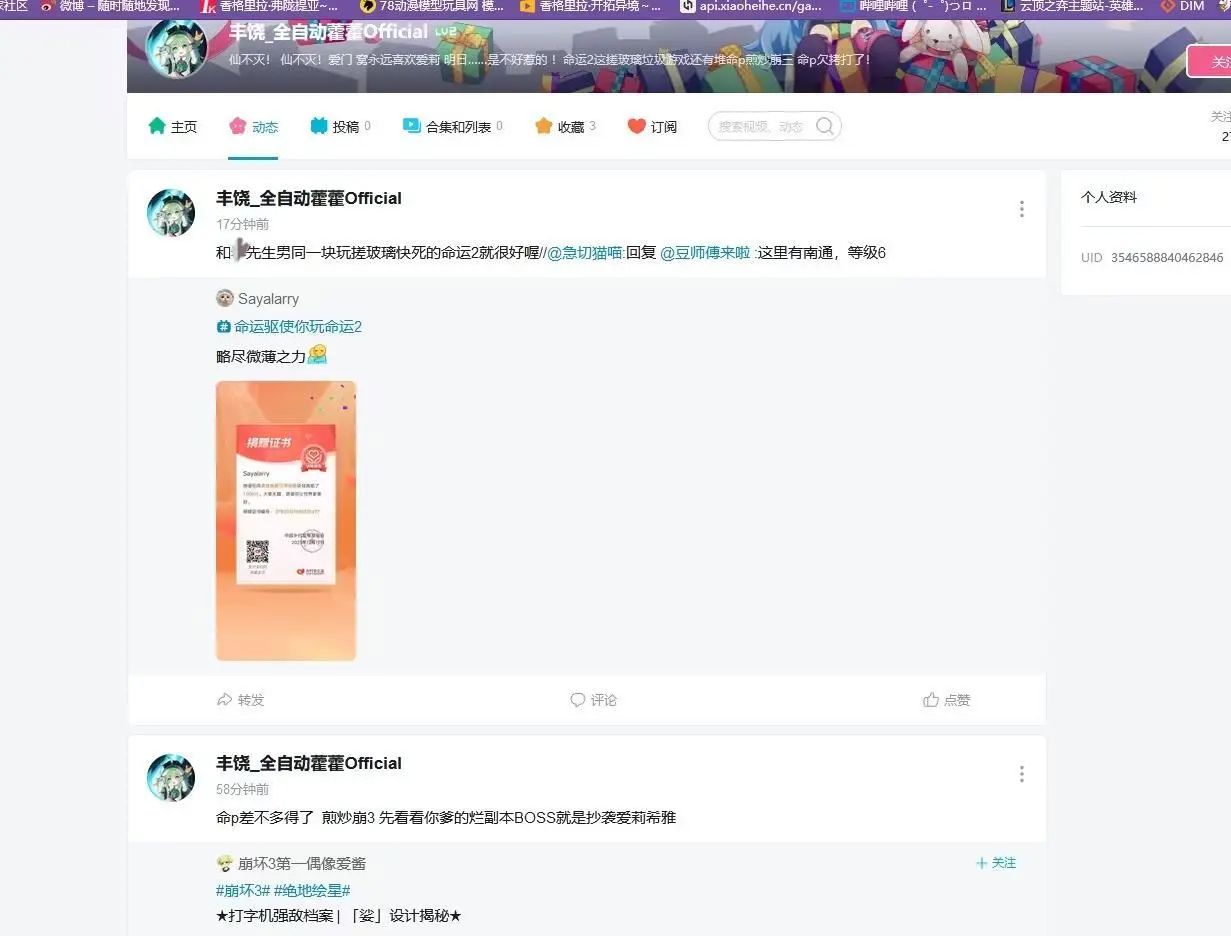 家社区 微博 – 随时随地发现... 香格里拉·弗陇提亚~... 78动漫模型玩具网 模... 香格里拉·开拓异境～... api.xiaoheihe.cn/ga... 哔哩哔哩 ( ゜- ゜)つロ ... 云顶之弈主题站-英雄... DIM
丰饶_全自动藿藿Official LV2
仙不灭！ 仙不灭！爱门 窝永远喜欢爱莉 明日......是不好惹的 ！命运2这搓玻璃垃圾游戏还有堆命p煎炒崩三 命p欠拷打了！
关注
主页 动态 投稿 0 合集和列表 0 收藏 3 订阅 搜索视频、动态
关注
丰饶_全自动藿藿Official
17分钟前
和 先生男同一块玩搓玻璃快死的命运2就很好喔//@急切猫喵:回复 @豆师傅来啦 :这里有南通，等级6
Sayalarry
命运驱使你玩命运2
略尽微薄之力
捐赠证书
Sayalarry
转发 评论 点赞
丰饶_全自动藿藿Official
58分钟前
命p差不多得了 煎炒崩3 先看看你爹的烂副本BOSS就是抄袭爱莉希雅
崩坏3第一偶像爱酱
＋ 关注
#崩坏3# #绝地绘星#
★打字机强敌档案 | 「娑」设计揭秘★
个人资料
UID 3546588840462846